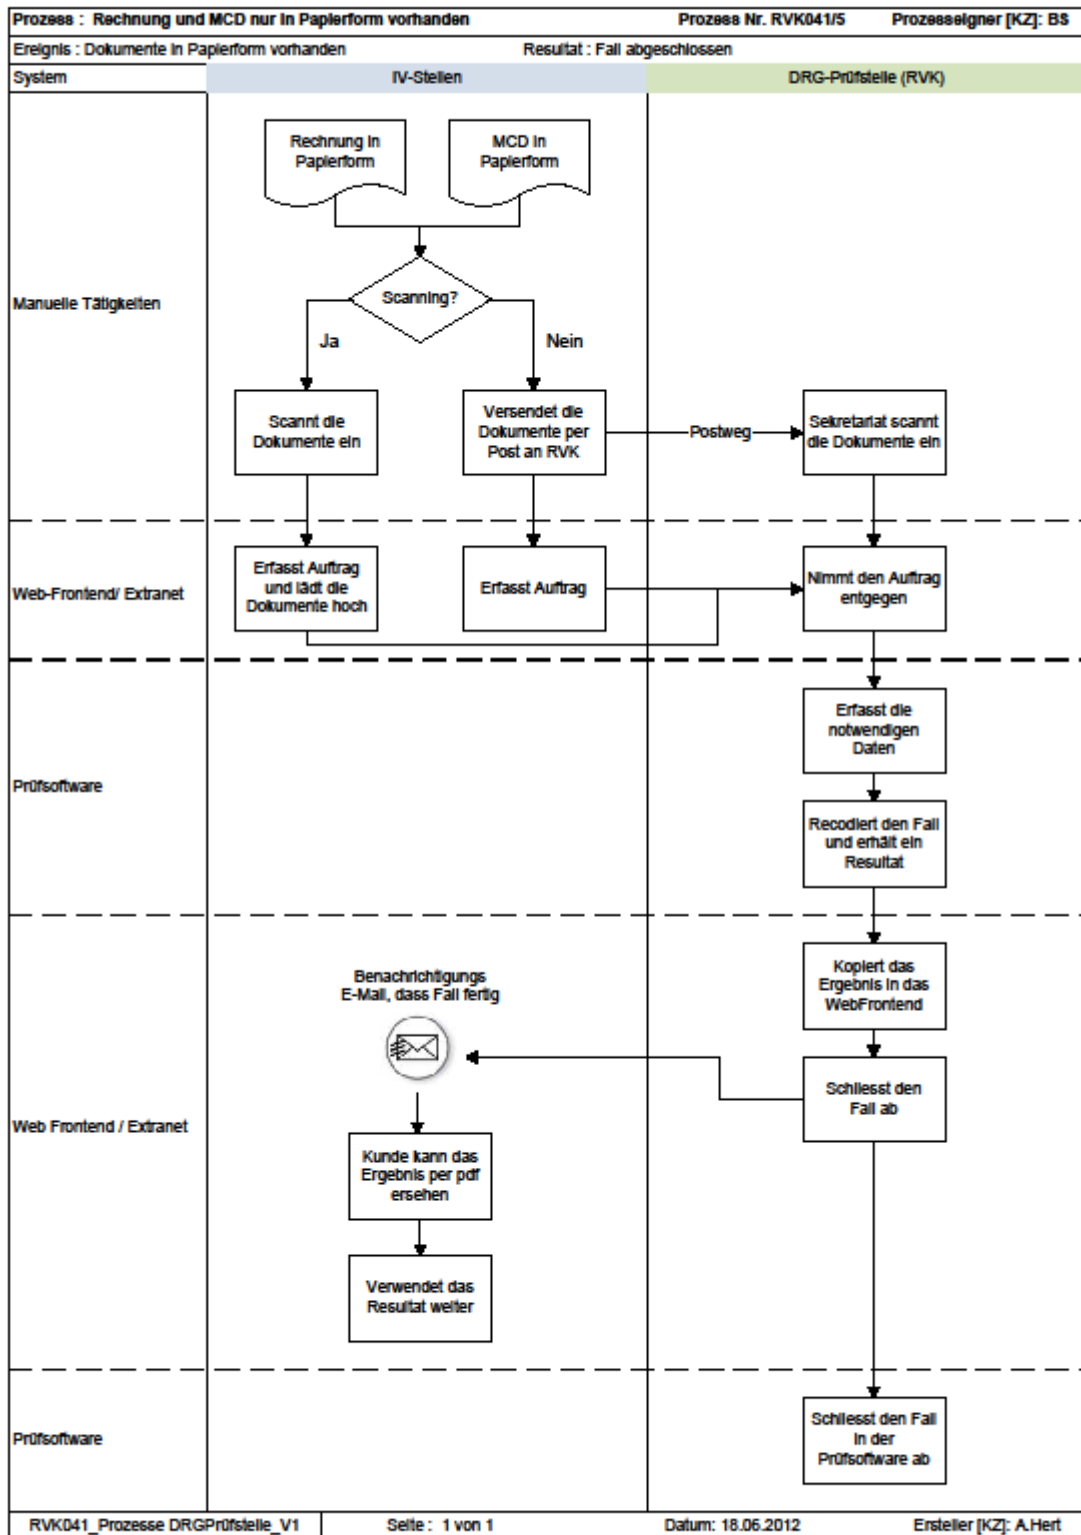 Prozess : Rechnung und MCD nur in Papierform vorhanden Prozess Nr. RVK041/5 Prozesseigner [KZ]: BS
Ereignis : Dokumente in Papierform vorhanden Resultat : Fall abgeschlossen
System IV-Stellen DRG-Prüfstelle (RVK)
Rechnung in
Papierform
MCD in
Papierform
Manuelle Tätigkeiten
Scanning?
Ja
Nein
Scannt die
Dokumente ein
Versendet die
Dokumente per
Post an RVK
Postweg
Sekretariat scannt
die Dokumente ein
Web-Frontend/ Extranet
Erfasst Auftrag
und lädt die
Dokumente hoch
Erfasst Auftrag
Nimmt den Auftrag
entgegen
Prüfsoftware
Erfasst die
notwendigen
Daten
Recodiert den Fall
und erhält ein
Resultat
Web Frontend / Extranet
Kopiert das
Ergebnis in das
WebFrontend
Benachrichtigungs
E-Mail, dass Fall fertig
Schliesst den
Fall ab
Kunde kann das
Ergebnis per pdf
ersehen
Verwendet das
Resultat weiter
Prüfsoftware
Schliesst den Fall
in der
Prüfsoftware ab
RVK041_Prozesse DRGPrüfstelle_V1 Seite : 1 von 1 Datum: 18.06.2012 Ersteller [KZ]: A.Hert